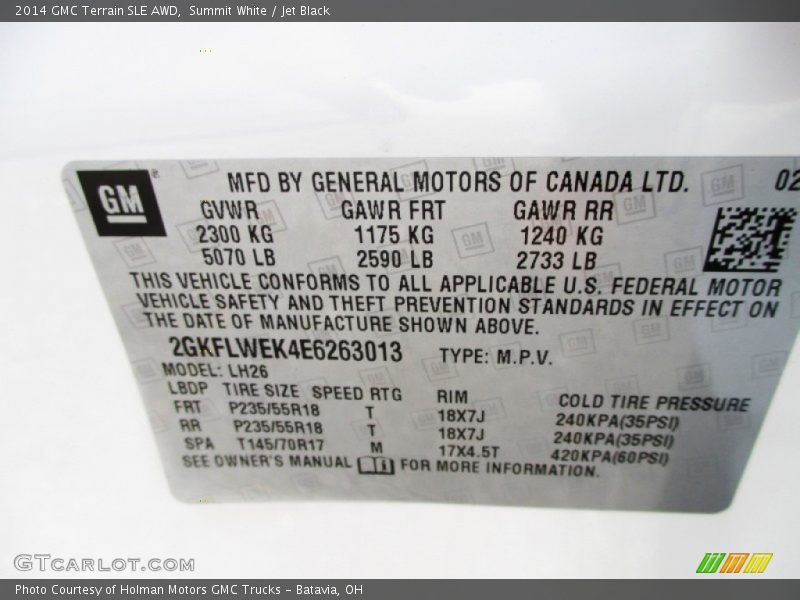 2014 GMC Terrain SLE AWD,  Summit White / Jet Black
GM ®
MFD BY GENERAL MOTORS OF CANADA LTD. 02
GVWR GAWR FRT GAWR RR
2300 KG 1175 KG 1240 KG
5070 LB 2590 LB 2733 LB
THIS VEHICLE CONFORMS TO ALL APPLICABLE U.S. FEDERAL MOTOR
VEHICLE SAFETY AND THEFT PREVENTION STANDARDS IN EFFECT ON
THE DATE OF MANUFACTURE SHOWN ABOVE.
2GKFLWEK4E6263013 TYPE: M.P.V.
MODEL: LH26
LBDP TIRE SIZE SPEED RTG RIM COLD TIRE PRESSURE
FRT P235/55R18 T 18X7J 240KPA(35PSI)
RR P235/55R18 T 18X7J 240KPA(35PSI)
SPA T145/70R17 M 17X4.5T 420KPA(60PSI)
SEE OWNER'S MANUAL FOR MORE INFORMATION.
GTCARLOT.COM
Photo Courtesy of Holman Motors GMC Trucks - Batavia, OH